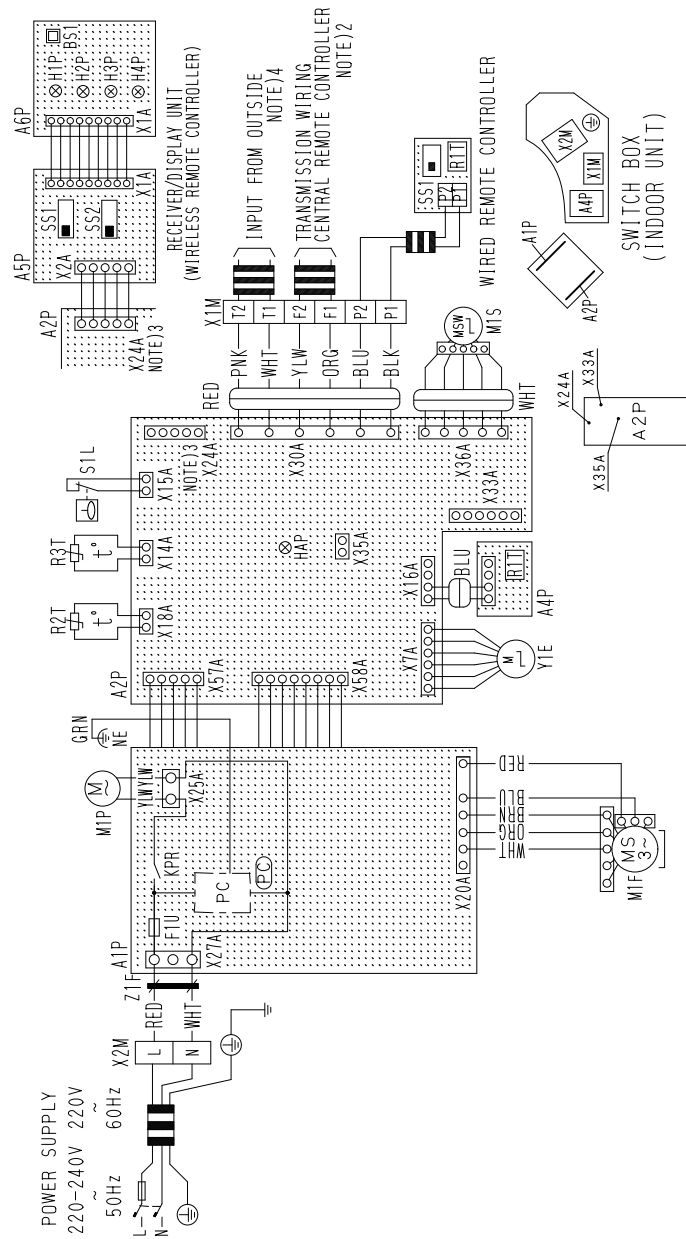 POWER SUPPLY
220-240V 220V
~ ~
50Hz 60Hz
L
N
X2M
L
N
RED
WHT
Z1F
A1P
X27A
F1U
KPR
PC
PC
M1P
M
~
YLW
YLW
X25A
GRN
NE
X20A
WHT
ORG
BRN
BLU
RED
M1F
MS
3~
A2P
X57A
X58A
R2T
t°
X18A
R3T
t°
X14A
S1L
X15A
HAP
X35A
X24A
NOTE)3
X30A
X36A
X33A
X7A
M
Y1E
X16A
BLU
R1T
A4P
RED
PNK
WHT
YLW
ORG
BLU
BLK
X1M
T2
T1
F2
F1
P2
P1
WHT
MSW
M1S
INPUT FROM OUTSIDE
NOTE)4
TRANSMISSION WIRING
CENTRAL REMOTE CONTROLLER
NOTE)2
SS1
P2
P1
R1T
WIRED REMOTE CONTROLLER
A2P
X24A
NOTE)3
A5P
X2A
SS1
SS2
X1A
A6P
X1A
BS1
H1P
H2P
H3P
H4P
RECEIVER/DISPLAY UNIT
(WIRELESS REMOTE CONTROLLER)
X35A
X24A
X33A
A2P
A1P
A2P
A4P
X1M
X2M
SWITCH BOX
(INDOOR UNIT)